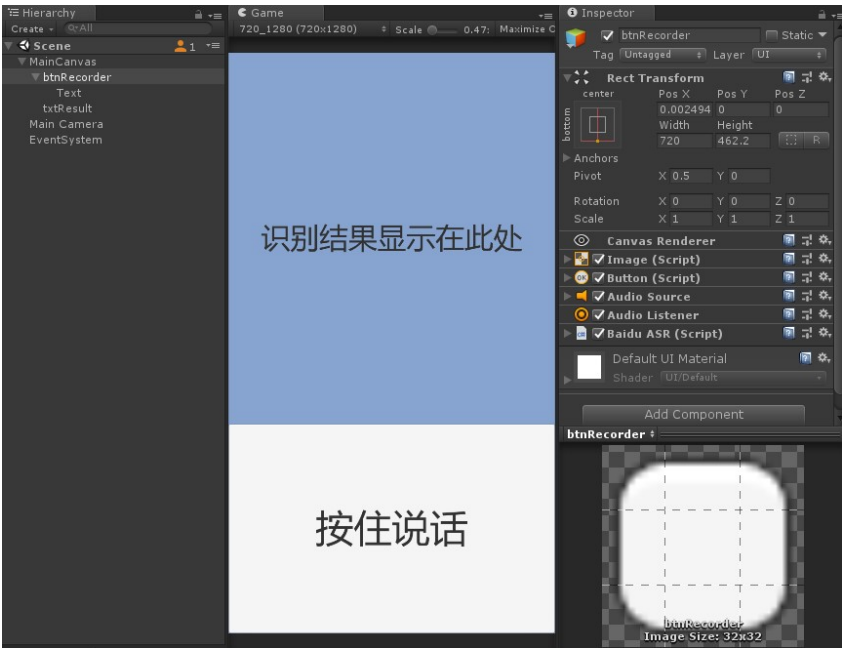 Hierarchy
Create
All
Scene
1
MainCanvas
btnRecorder
Text
txtResult
Main Camera
EventSystem
Game
720_1280 (720x1280)
Scale
0.47
Maximize O
识别结果显示在此处
按住说话
Inspector
btnRecorder
Static
Tag Untagged Layer UI
Rect Transform
center
bottom
Pos X Pos Y Pos Z
0.002494 0 0
Width Height
720 462.2
R
Anchors
Pivot X 0.5 Y 0
Rotation X 0 Y 0 Z 0
Scale X 1 Y 1 Z 1
Canvas Renderer
Image (Script)
OK
Button (Script)
Audio Source
Audio Listener
Baidu ASR (Script)
Default UI Material
Shader UI/Default
Add Component
btnRecorder
btnRecorder
Image Size: 32x32